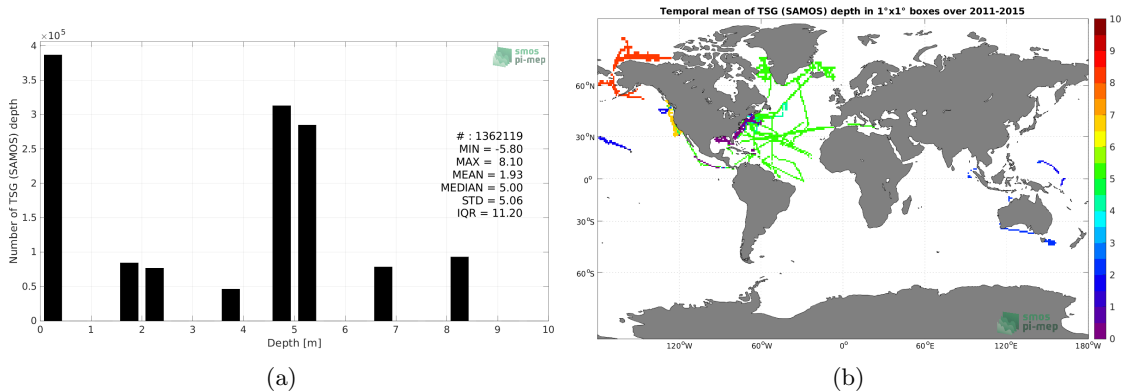 ×10⁵
4
3.5
3
2.5
2
1.5
1
0.5
0
0 1 2 3 4 5 6 7 8 9 10
Number of TSG (SAMOS) depth
Depth [m]
smos
pi-mep
# : 1362119
MIN = -5.80
MAX = 8.10
MEAN = 1.93
MEDIAN = 5.00
STD = 5.06
IQR = 11.20
(a)
Temporal mean of TSG (SAMOS) depth in 1°x1° boxes over 2011-2015
60°N
30°N
0°
30°S
60°S
120°W 60°W 0° 60°E 120°E 180°W
smos
pi-mep
10
9
8
7
6
5
4
3
2
1
0
(b)